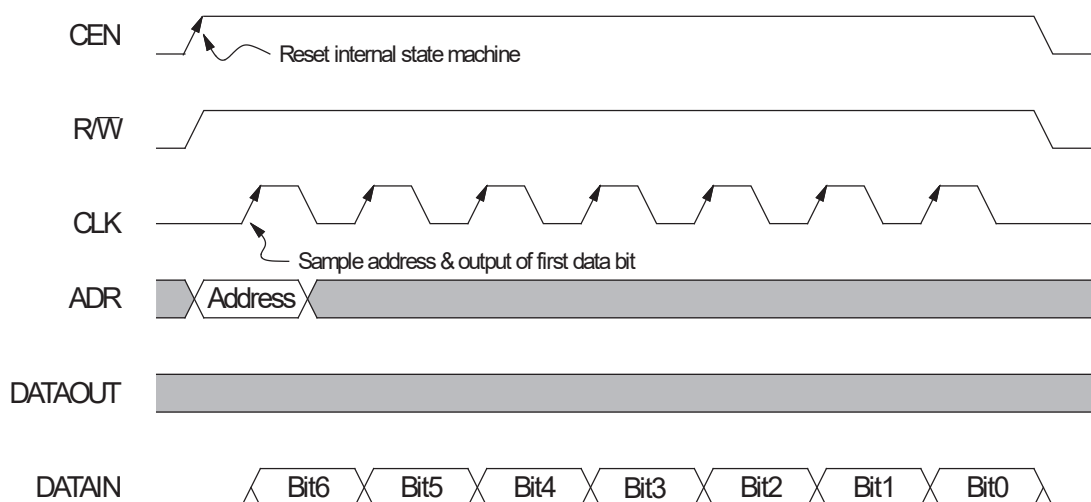 CEN
Reset internal state machine
R/W̅
CLK
Sample address & output of first data bit
ADR Address
DATAOUT
DATAIN Bit6 Bit5 Bit4 Bit3 Bit2 Bit1 Bit0